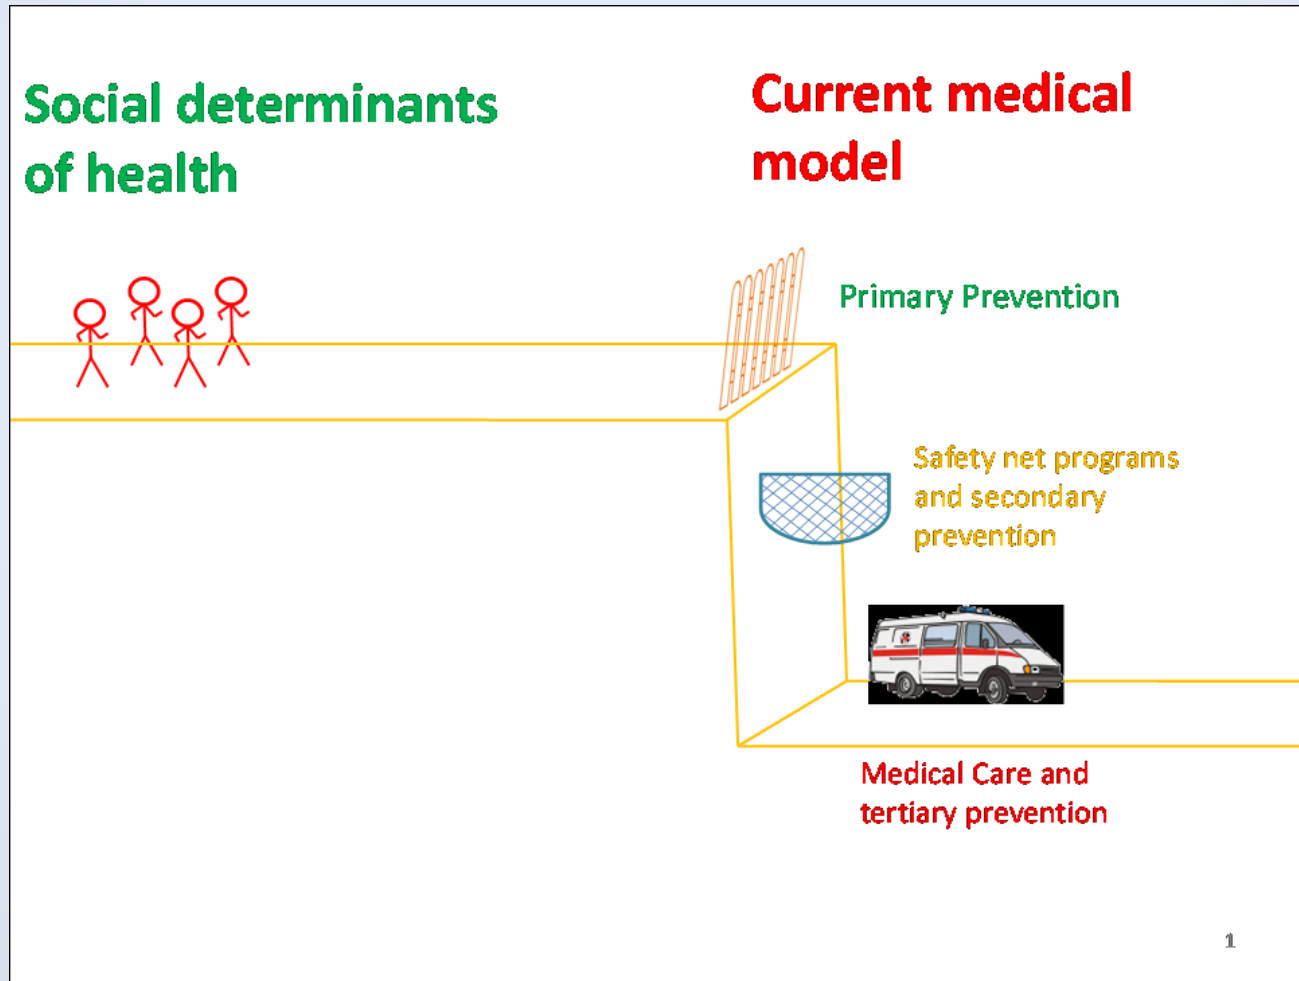 Social determinants
of health
Current medical
model
Primary Prevention
Safety net programs
and secondary
prevention
Medical Care and
tertiary prevention
1